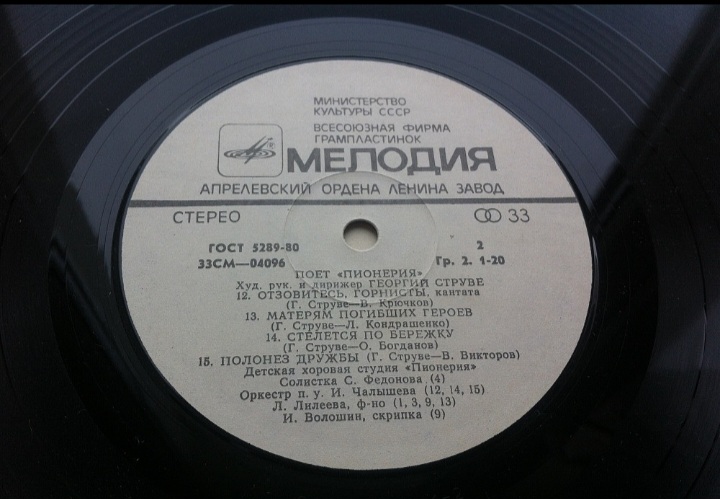 МИНИСТЕРСТВО
КУЛЬТУРЫ СССР
ВСЕСОЮЗНАЯ ФИРМА
ГРАМПЛАСТИНОК
МЕЛОДИЯ
АПРЕЛЕВСКИЙ ОРДЕНА ЛЕНИНА ЗАВОД
СТЕРЕО 33
ГОСТ 5289-80 2
33СМ—04096 Гр. 2. 1-20
ПОЕТ «ПИОНЕРИЯ»
Худ. рук. и дирижер ГЕОРГИЙ СТРУВЕ
12. ОТЗОВИТЕСЬ, ГОРНИСТЫ, кантата
(Г. Струве—В. Крючков)
13. МАТЕРЯМ ПОГИБШИХ ГЕРОЕВ
(Г. Струве—Л. Кондрашенко)
14. СТЕЛЕТСЯ ПО БЕРЕЖКУ
(Г. Струве—О. Богданов)
15. ПОЛОНЕЗ ДРУЖБЫ (Г. Струве—В. Викторов)
Детская хоровая студия «Пионерия»
Солистка С. Федонова (4)
Оркестр п. у. И. Чалышева (12, 14, 15)
Л. Лилеева, ф-но (1, 3, 9, 13)
И. Волошин, скрипка (9)